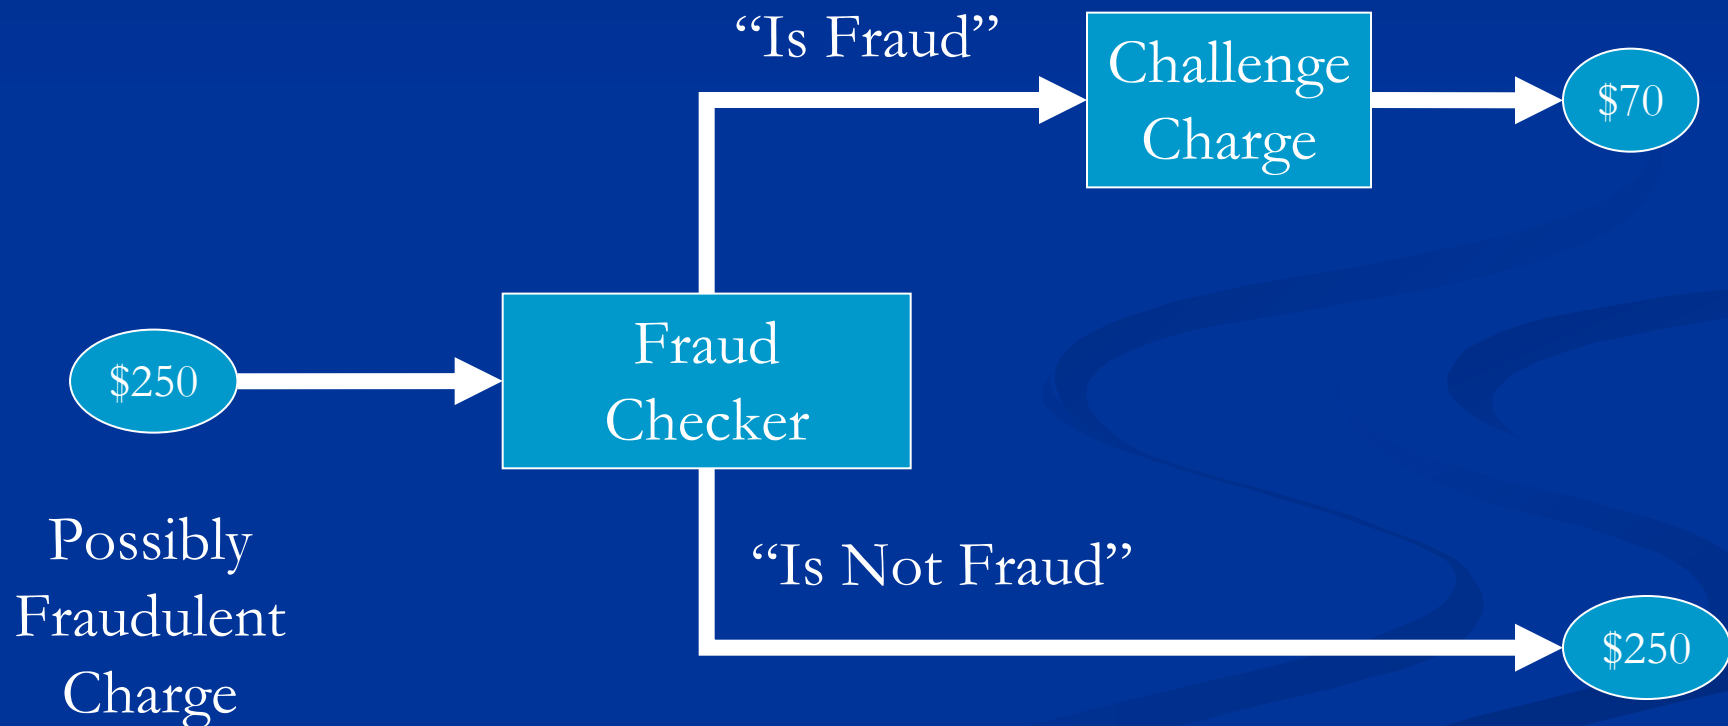 “Is Fraud”
Challenge
Charge
$70
Fraud
Checker
$250
Possibly
Fraudulent
Charge
“Is Not Fraud”
$250